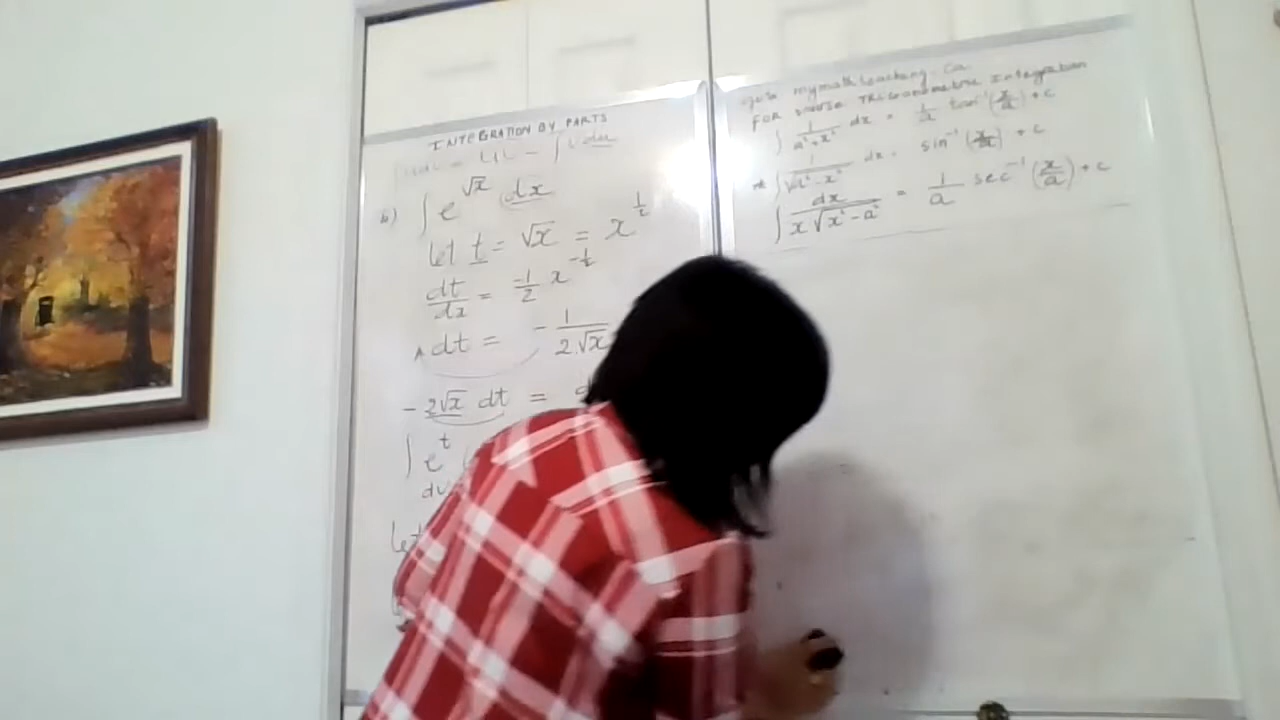 INTEGRATION BY PARTS
∫udv = uv - ∫v du
b) ∫ e^√x dx
let t = √x = x^1/2
dt/dx = -1/2 x^-1/2
dt = - 1/2√x
- 2√x dt = d
∫ e^t
dv
let
mymathteaching.ca
FOR INVERSE TRIGONOMETRIC INTEGRATION
∫ 1/a²+x² dx = 1/a tan⁻¹(x/a) + c
∫ 1/√a²-x² dx = sin⁻¹(x/a) + c
∫ dx/x√x²-a² = 1/a sec⁻¹(x/a) + c